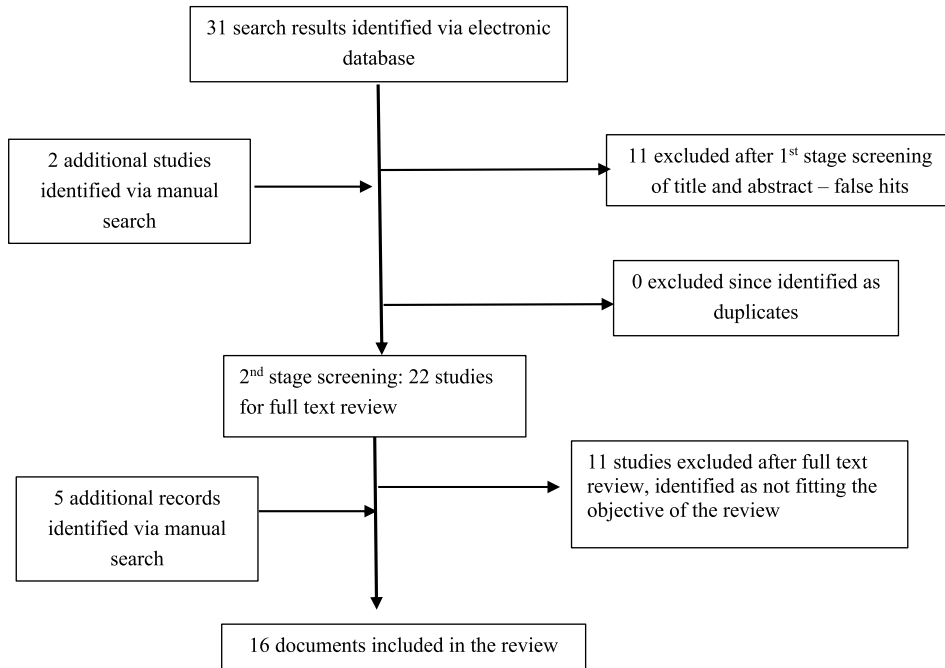 31 search results identified via electronic
database
2 additional studies
identified via manual
search
11 excluded after 1st stage screening
of title and abstract – false hits
0 excluded since identified as
duplicates
2nd stage screening: 22 studies
for full text review
5 additional records
identified via manual
search
11 studies excluded after full text
review, identified as not fitting the
objective of the review
16 documents included in the review